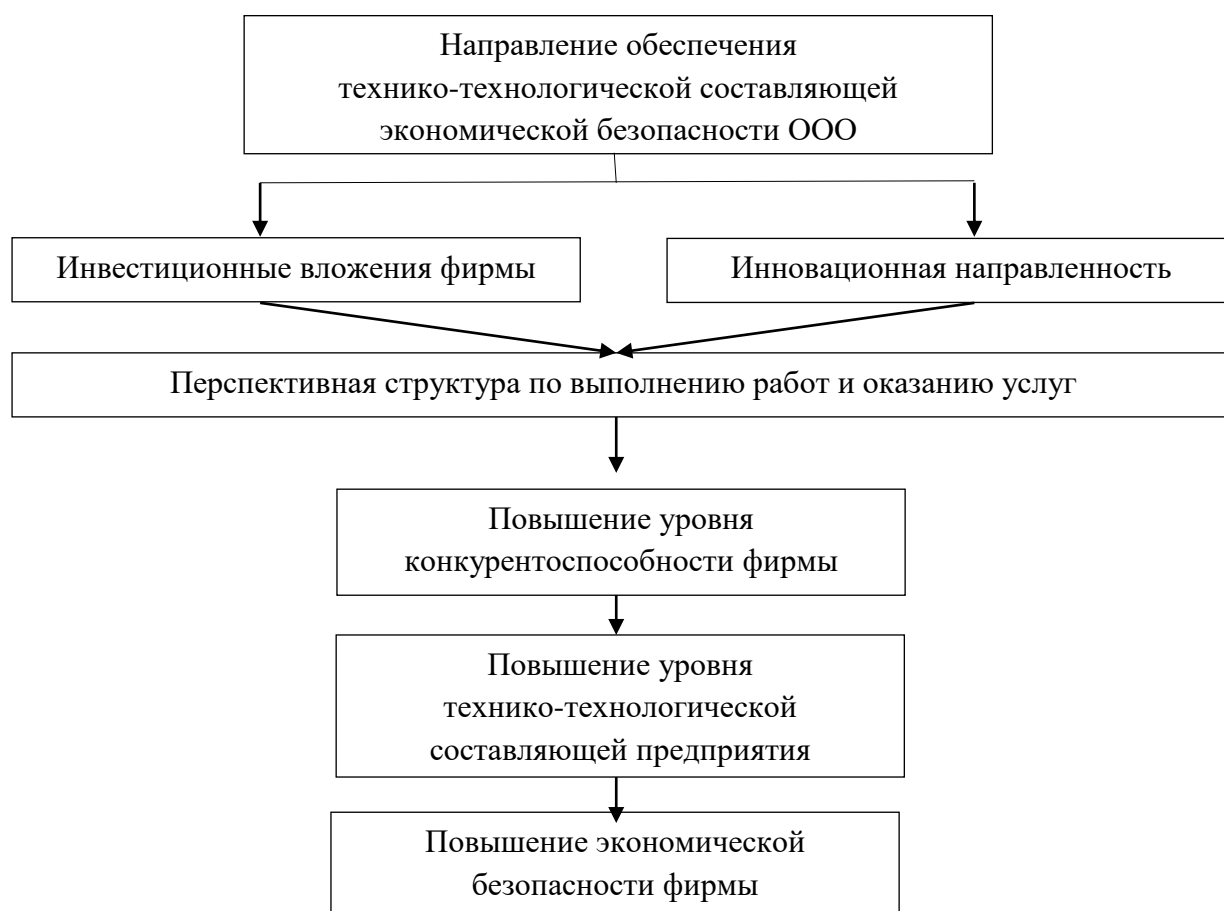 Направление обеспечения
технико-технологической составляющей
экономической безопасности ООО
Инвестиционные вложения фирмы
Инновационная направленность
Перспективная структура по выполнению работ и оказанию услуг
Повышение уровня
конкурентоспособности фирмы
Повышение уровня
технико-технологической
составляющей предприятия
Повышение экономической
безопасности фирмы